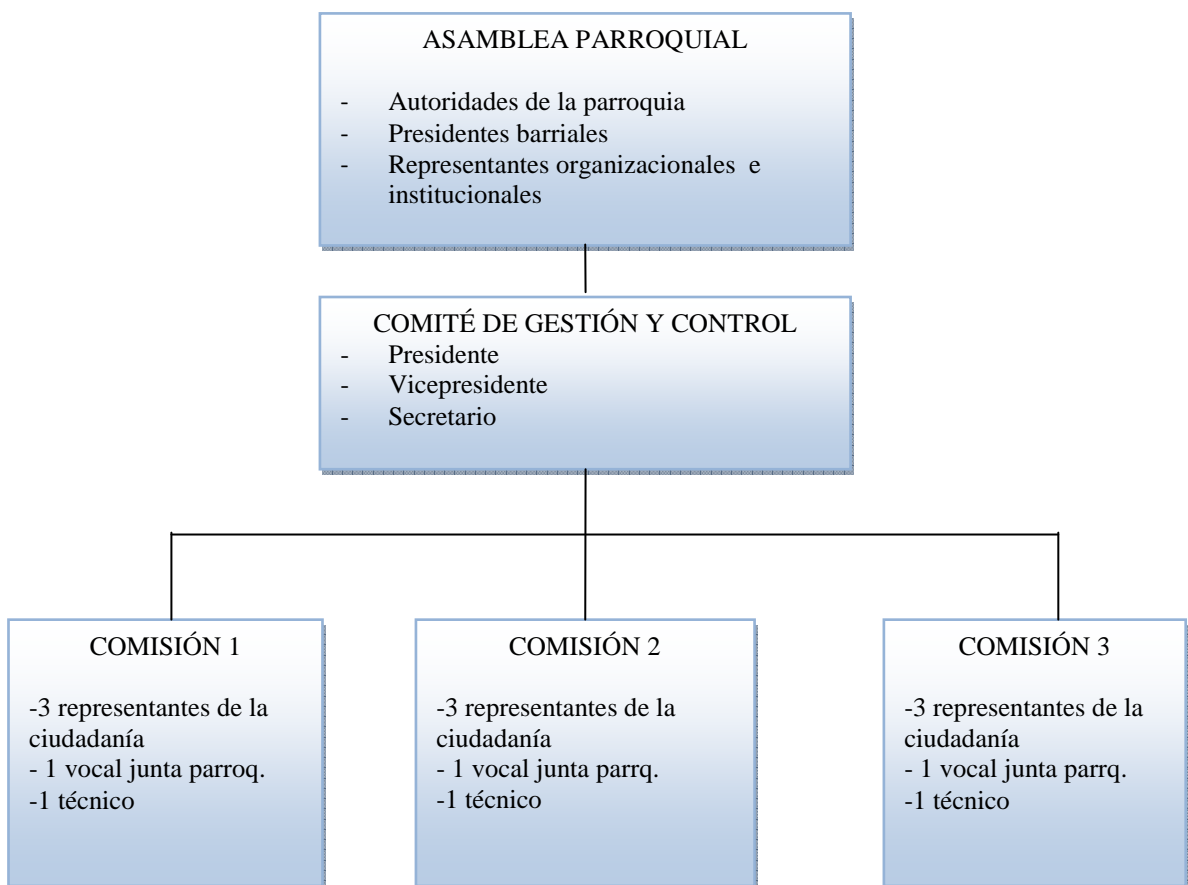 ASAMBLEA PARROQUIAL
- Autoridades de la parroquia
- Presidentes barriales
- Representantes organizacionales e
institucionales
COMITÉ DE GESTIÓN Y CONTROL
- Presidente
- Vicepresidente
- Secretario
COMISIÓN 1
-3 representantes de la
ciudadanía
- 1 vocal junta parroq.
-1 técnico
COMISIÓN 2
-3 representantes de la
ciudadanía
- 1 vocal junta parrq.
-1 técnico
COMISIÓN 3
-3 representantes de la
ciudadanía
- 1 vocal junta parrq.
-1 técnico